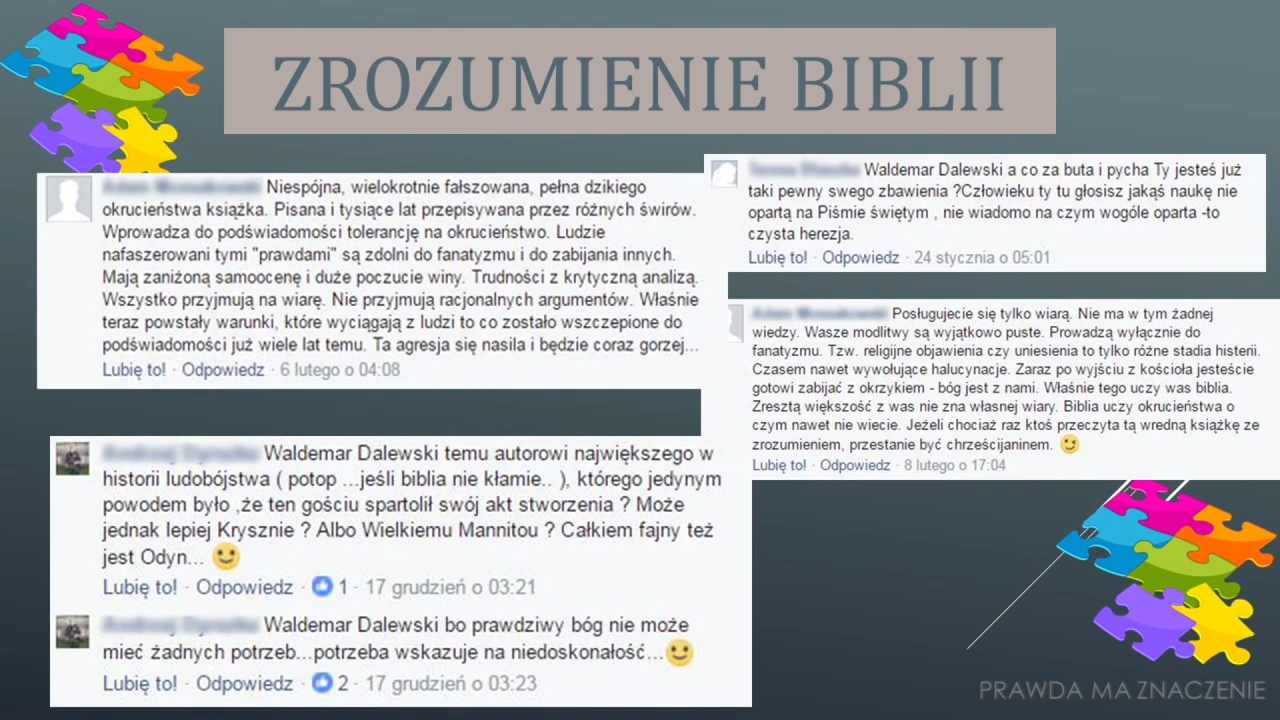 ZROZUMIENIE BIBLII
Niespójna, wielokrotnie fałszowana, pełna dzikiego
okrucieństwa książka. Pisana i tysiące lat przepisywana przez różnych świrów.
Wprowadza do podświadomości tolerancję na okrucieństwo. Ludzie
nafaszerowani tymi "prawdami" są zdolni do fanatyzmu i do zabijania innych.
Mają zaniżoną samoocenę i duże poczucie winy. Trudności z krytyczną analizą.
Wszystko przyjmują na wiarę. Nie przyjmują racjonalnych argumentów. Właśnie
teraz powstały warunki, które wyciągają z ludzi to co zostało wszczepione do
podświadomości już wiele lat temu. Ta agresja się nasila i będzie coraz gorzej...
Lubię to! · Odpowiedz · 6 lutego o 04:08
Waldemar Dalewski temu autorowi największego w
historii ludobójstwa ( potop ...jeśli biblia nie kłamie.. ), którego jedynym
powodem było ,że ten gościu spartolił swój akt stworzenia ? Może
jednak lepiej Krysznie ? Albo Wielkiemu Mannitou ? Całkiem fajny też
jest Odyn...
Lubię to! · Odpowiedz · 1 · 17 grudzień o 03:21
Waldemar Dalewski bo prawdziwy bóg nie może
mieć żadnych potrzeb...potrzeba wskazuje na niedoskonałość...
Lubię to! · Odpowiedz · 2 · 17 grudzień o 03:23
Waldemar Dalewski a co za buta i pycha Ty jesteś już
taki pewny swego zbawienia ?Człowieku ty tu głosisz jakąś naukę nie
opartą na Piśmie świętym , nie wiadomo na czym wogóle oparta -to
czysta herezja.
Lubię to! · Odpowiedz · 24 stycznia o 05:01
Posługujecie się tylko wiarą. Nie ma w tym żadnej
wiedzy. Wasze modlitwy są wyjątkowo puste. Prowadzą wyłącznie do
fanatyzmu. Tzw. religijne objawienia czy uniesienia to tylko różne stadia histerii.
Czasem nawet wywołujące halucynacje. Zaraz po wyjściu z kościoła jesteście
gotowi zabijać z okrzykiem - bóg jest z nami. Właśnie tego uczy was biblia.
Zresztą większość z was nie zna własnej wiary. Biblia uczy okrucieństwa o
czym nawet nie wiecie. Jeżeli chociaż raz ktoś przeczyta tą wredną książkę ze
zrozumieniem, przestanie być chrześcijaninem.
Lubię to! · Odpowiedz · 8 lutego o 17:04
PRAWDA MA ZNACZENIE